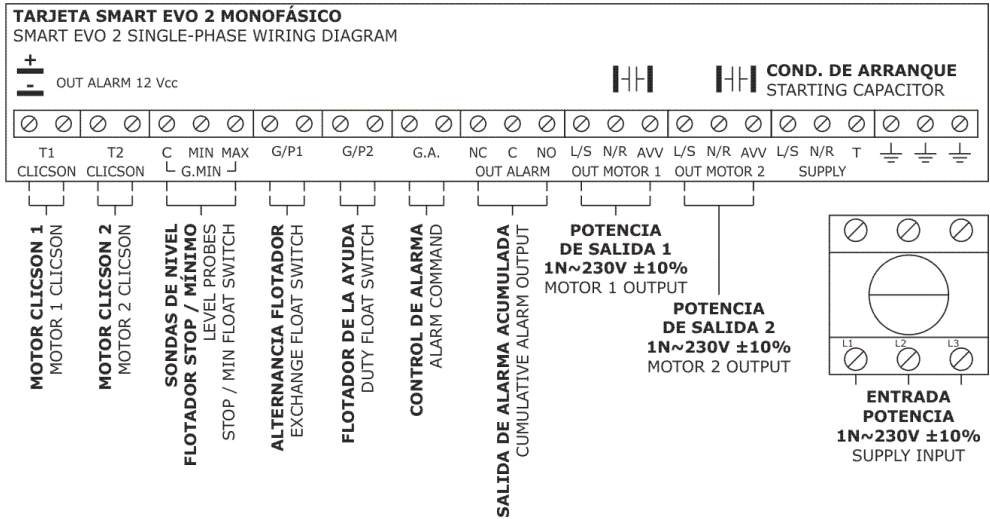 TARJETA SMART EVO 2 MONOFÁSICO
SMART EVO 2 SINGLE-PHASE WIRING DIAGRAM
+
-
OUT ALARM 12 Vcc
COND. DE ARRANQUE
STARTING CAPACITOR
T1
CLICSON
T2
CLICSON
C MIN MAX
G.MIN
G/P1
G/P2
G.A.
NC C NO
OUT ALARM
L/S N/R AVV
OUT MOTOR 1
L/S N/R AVV
OUT MOTOR 2
L/S N/R T
SUPPLY
MOTOR CLICSON 1
MOTOR 1 CLICSON
MOTOR CLICSON 2
MOTOR 2 CLICSON
SONDAS DE NIVEL
FLOTADOR STOP / MÍNIMO
LEVEL PROBES
STOP / MIN FLOAT SWITCH
ALTERNANCIA FLOTADOR
EXCHANGE FLOAT SWITCH
FLOTADOR DE LA AYUDA
DUTY FLOAT SWITCH
CONTROL DE ALARMA
ALARM COMMAND
SALIDA DE ALARMA ACUMULADA
CUMULATIVE ALARM OUTPUT
POTENCIA
DE SALIDA 1
1N~230V ±10%
MOTOR 1 OUTPUT
POTENCIA
DE SALIDA 2
1N~230V ±10%
MOTOR 2 OUTPUT
L1 L2 L3
ENTRADA
POTENCIA
1N~230V ±10%
SUPPLY INPUT